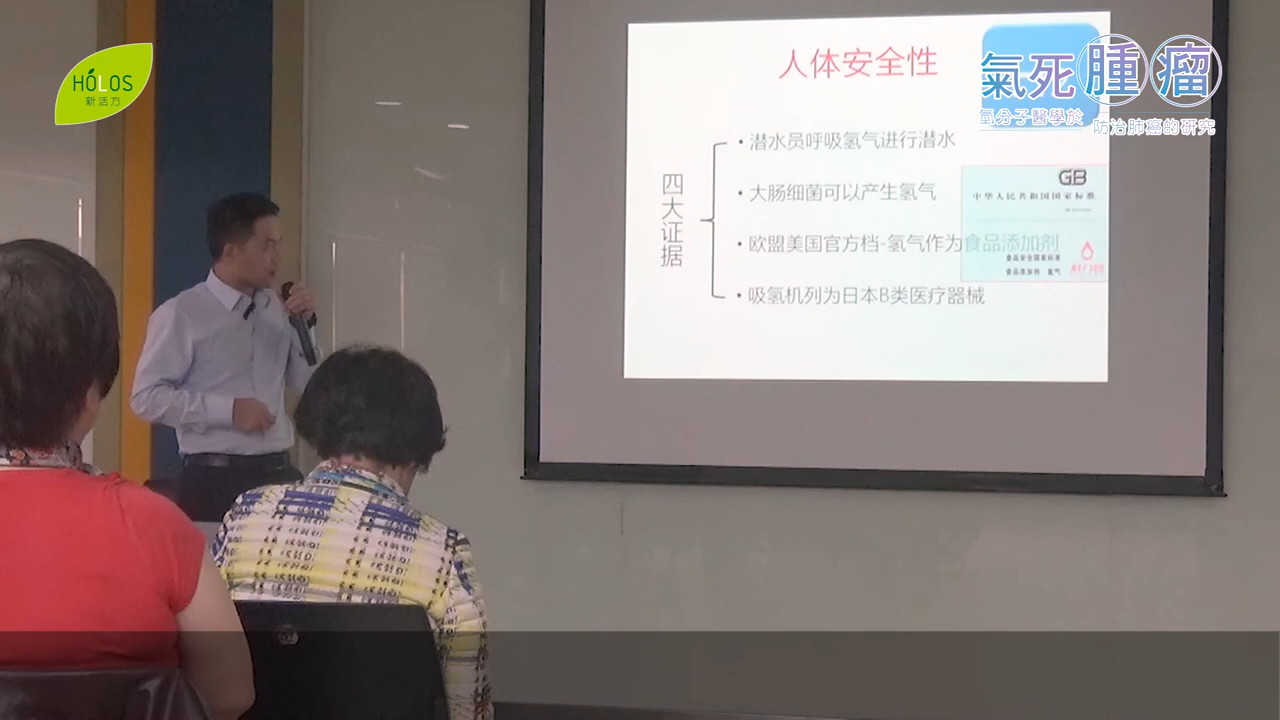 HOLOS
新活方
氣死腫瘤
氫分子醫學於
防治肺癌的研究
人体安全性
四大证据
• 潜水员呼吸氢气进行潜水
• 大肠细菌可以产生氢气
• 欧盟美国官方档-氢气作为食品添加剂
• 吸氢机列为日本B类医疗器械
GB
中华人民共和国国家标准
食品安全国家标准
食品添加剂 氢气